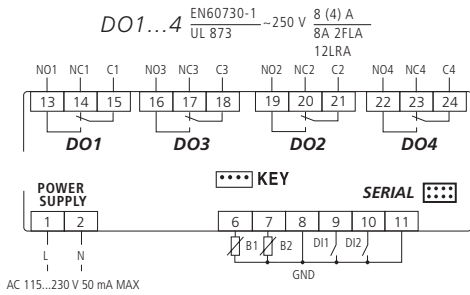 DO1...4 EN60730-1 ~250 V 8 (4) A
UL 873 8A 2FLA
12LRA
NO1 NC1 C1 NO3 NC3 C3 NO2 NC2 C2 NO4 NC4 C4
13 14 15 16 17 18 19 20 21 22 23 24
DO1 DO3 DO2 DO4
KEY
POWER SUPPLY
SERIAL
1 2 6 7 8 9 10 11
L N B1 B2 DI1 DI2
GND
AC 115...230 V 50 mA MAX